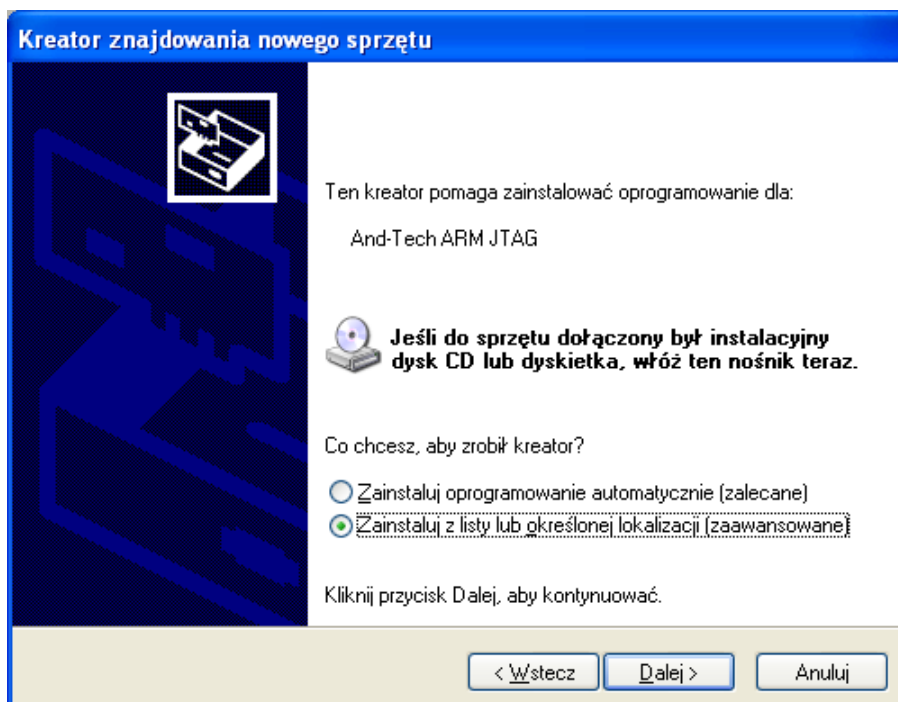 Kreator znajdowania nowego sprzętu
Ten kreator pomaga zainstalować oprogramowanie dla:
And-Tech ARM JTAG
Jeśli do sprzętu dołączony był instalacyjny
dysk CD lub dyskietka, włóż ten nośnik teraz.
Co chcesz, aby zrobił kreator?
Zainstaluj oprogramowanie automatycznie (zalecane)
Zainstaluj z listy lub określonej lokalizacji (zaawansowane)
Kliknij przycisk Dalej, aby kontynuować.
< Wstecz
Dalej >
Anuluj